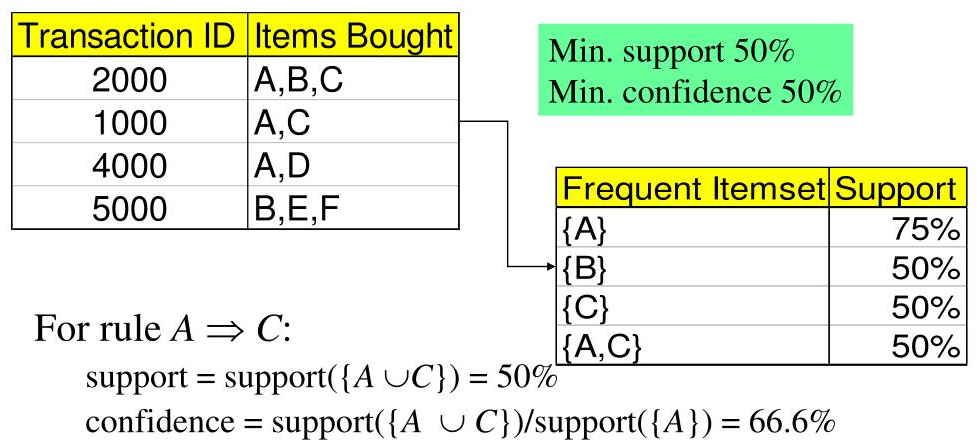 Transaction ID Items Bought
2000 A,B,C
1000 A,C
4000 A,D
5000 B,E,F
Min. support 50%
Min. confidence 50%
Frequent Itemset Support
{A} 75%
{B} 50%
{C} 50%
{A,C} 50%
For rule A ⇒ C:
support = support({A ∪C}) = 50%
confidence = support({A ∪ C})/support({A}) = 66.6%